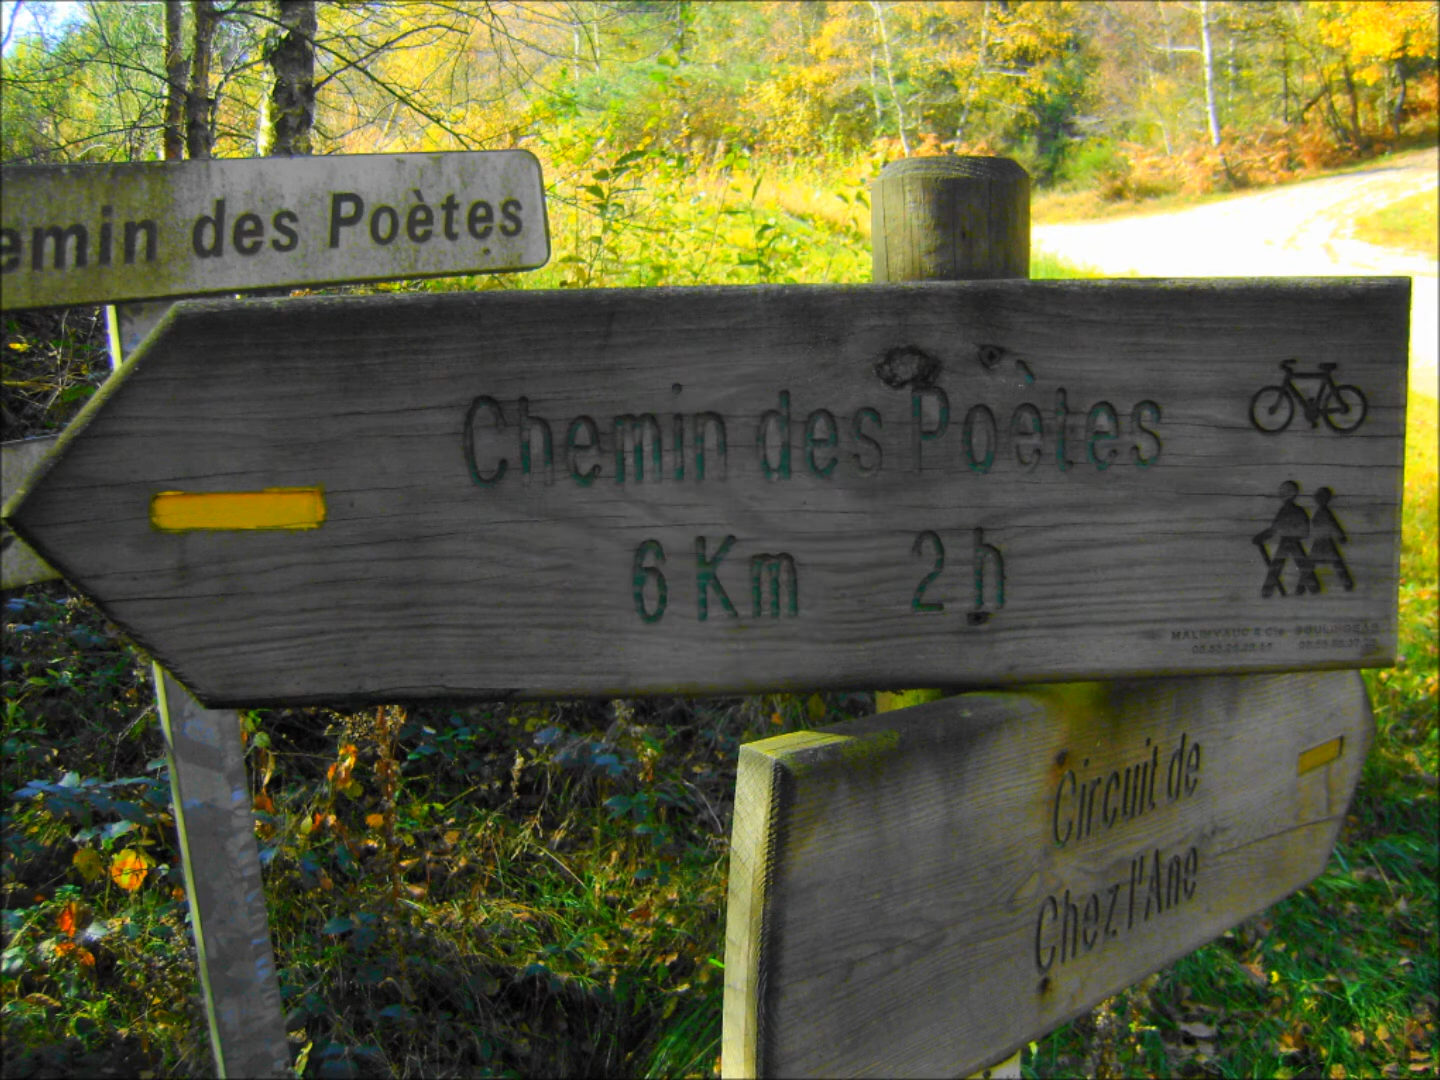 emin des Poètes
Chemin des Poètes
6 Km 2 h
Circuit de
Chez l'Ane